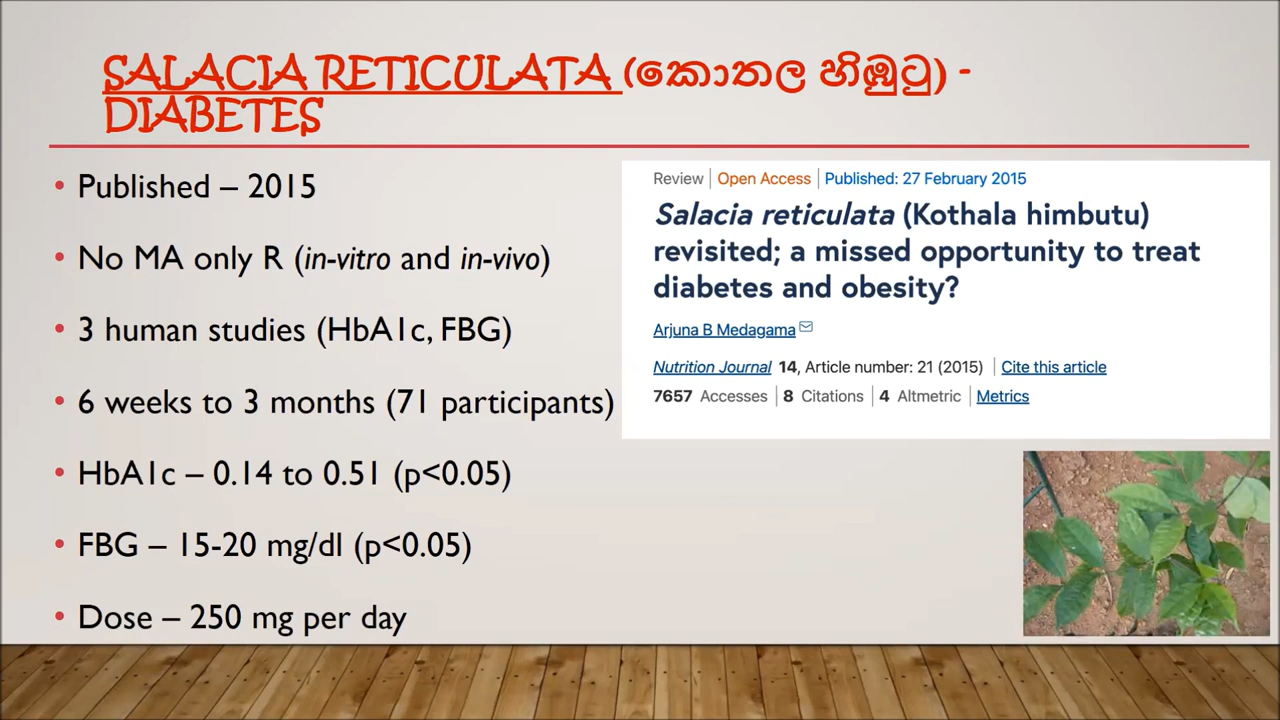 SALACIA RETICULATA (කොතල හිඹුටු) -
DIABETES
• Published – 2015
• No MA only R (in-vitro and in-vivo)
• 3 human studies (HbA1c, FBG)
• 6 weeks to 3 months (71 participants)
• HbA1c – 0.14 to 0.51 (p<0.05)
• FBG – 15-20 mg/dl (p<0.05)
• Dose – 250 mg per day
Review | Open Access | Published: 27 February 2015
Salacia reticulata (Kothala himbutu)
revisited; a missed opportunity to treat
diabetes and obesity?
Arjuna B Medagama
Nutrition Journal 14, Article number: 21 (2015) | Cite this article
7657 Accesses | 8 Citations | 4 Altmetric | Metrics